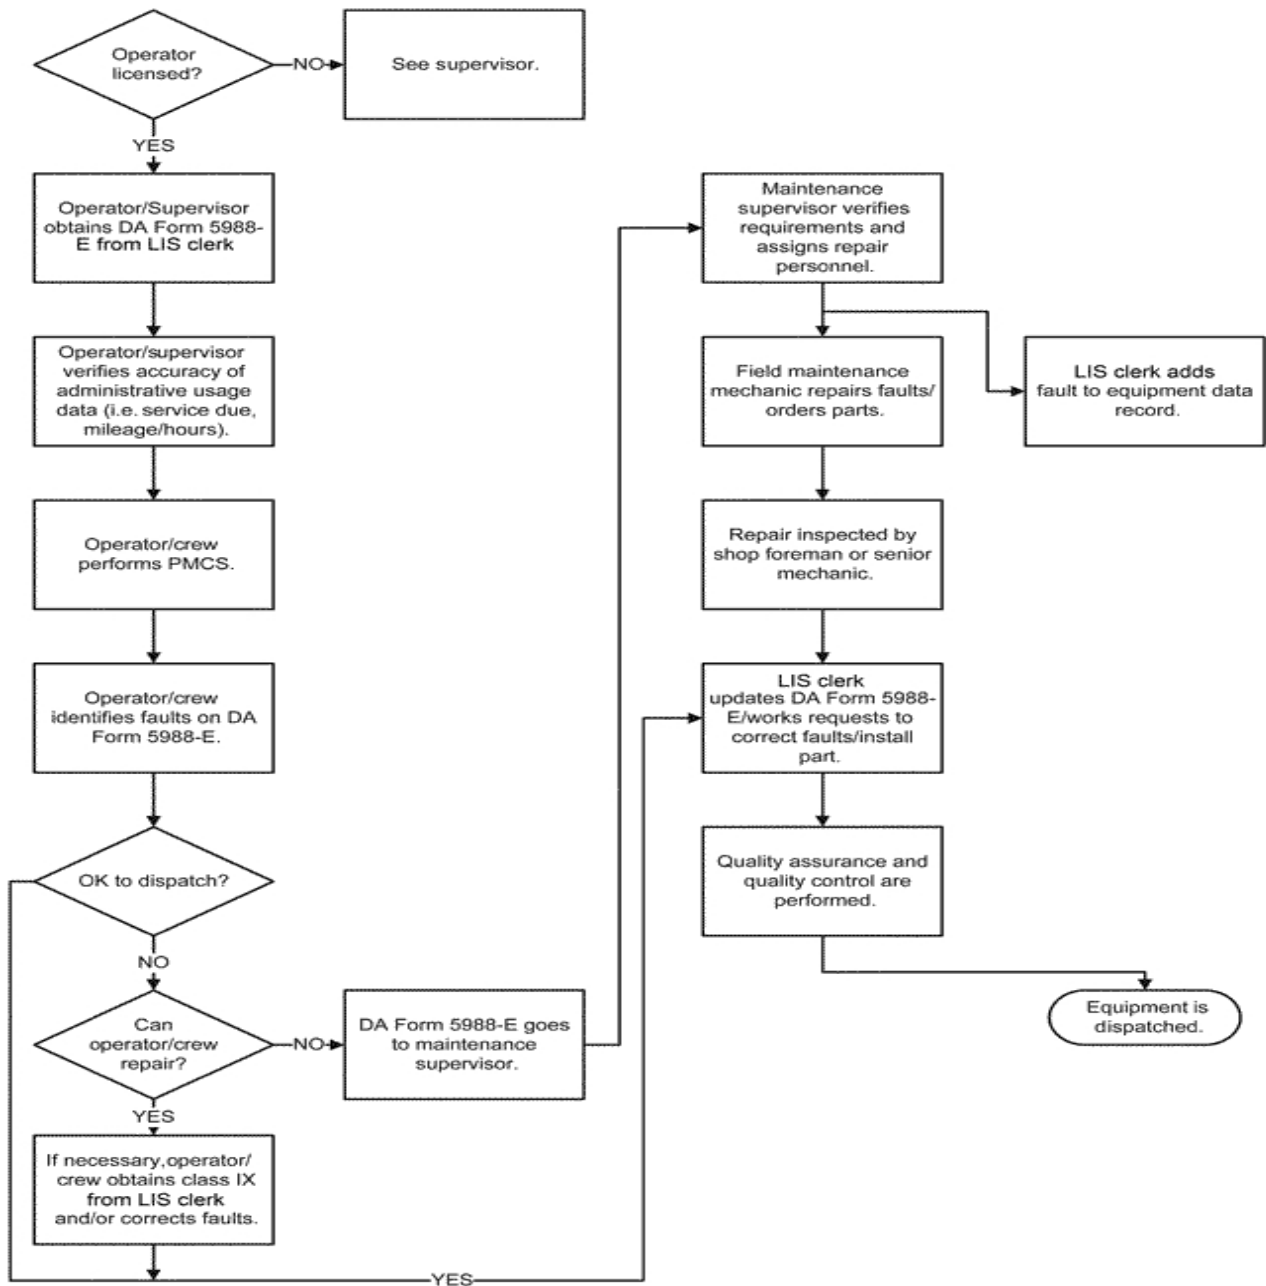 Operator
licensed?
NO
See supervisor.
YES
Operator/Supervisor
obtains DA Form 5988-
E from LIS clerk
Operator/supervisor
verifies accuracy of
administrative usage
data (i.e. service due,
mileage/hours).
Operator/crew
performs PMCS.
Operator/crew
identifies faults on DA
Form 5988-E.
OK to dispatch?
NO
Can
operator/crew
repair?
NO
DA Form 5988-E goes
to maintenance
supervisor.
YES
If necessary,operator/
crew obtains class IX
from LIS clerk
and/or corrects faults.
YES
Maintenance
supervisor verifies
requirements and
assigns repair
personnel.
Field maintenance
mechanic repairs faults/
orders parts.
LIS clerk adds
fault to equipment data
record.
Repair inspected by
shop foreman or senior
mechanic.
LIS clerk
updates DA Form 5988-
E/works requests to
correct faults/install
part.
Quality assurance and
quality control are
performed.
Equipment is
dispatched.